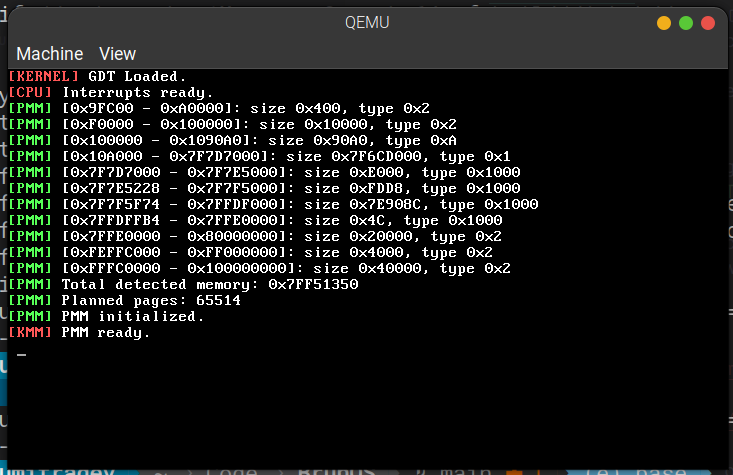 QEMU
Machine View
[KERNEL] GDT Loaded.
[CPU] Interrupts ready.
[PMM] [0x9FC00 - 0xA0000]: size 0x400, type 0x2
[PMM] [0xF0000 - 0x100000]: size 0x10000, type 0x2
[PMM] [0x100000 - 0x1090A0]: size 0x90A0, type 0xA
[PMM] [0x10A000 - 0x7F7D7000]: size 0x7F6CD000, type 0x1
[PMM] [0x7F7D7000 - 0x7F7E5000]: size 0xE000, type 0x1000
[PMM] [0x7F7E5228 - 0x7F7F5000]: size 0xFDD8, type 0x1000
[PMM] [0x7F7F5F74 - 0x7FFDF000]: size 0x7E908C, type 0x1000
[PMM] [0x7FFDFFB4 - 0x7FFE0000]: size 0x4C, type 0x1000
[PMM] [0x7FFE0000 - 0x80000000]: size 0x20000, type 0x2
[PMM] [0xFEFFC000 - 0xFF000000]: size 0x4000, type 0x2
[PMM] [0xFFFC0000 - 0x100000000]: size 0x40000, type 0x2
[PMM] Total detected memory: 0x7FF51350
[PMM] Planned pages: 65514
[PMM] PMM initialized.
[KMM] PMM ready.
_